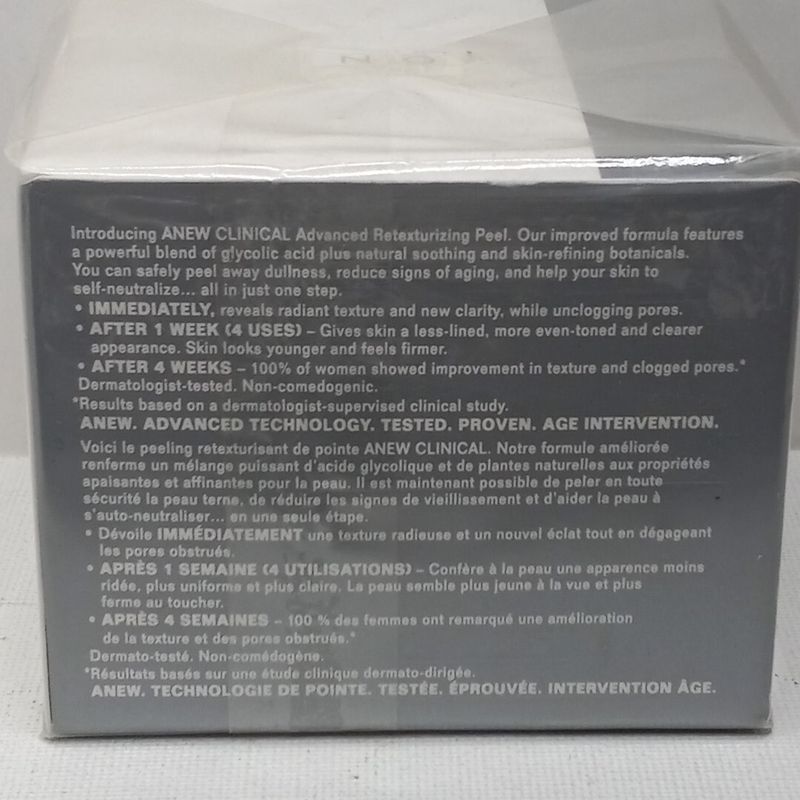 Introducing ANEW CLINICAL Advanced Retexturizing Peel. Our improved formula features
a powerful blend of glycolic acid plus natural soothing and skin-refining botanicals.
You can safely peel away dullness, reduce signs of aging, and help your skin to
self-neutralize... all in just one step.
• IMMEDIATELY, reveals radiant texture and new clarity, while unclogging pores.
• AFTER 1 WEEK (4 USES) – Gives skin a less-lined, more even-toned and clearer
appearance. Skin looks younger and feels firmer.
• AFTER 4 WEEKS – 100% of women showed improvement in texture and clogged pores.*
Dermatologist-tested. Non-comedogenic.
*Results based on a dermatologist-supervised clinical study.
ANEW. ADVANCED TECHNOLOGY. TESTED. PROVEN. AGE INTERVENTION.
Voici le peeling retexturisant de pointe ANEW CLINICAL. Notre formule améliorée
renferme un mélange puissant d'acide glycolique et de plantes naturelles aux propriétés
apaisantes et affinantes pour la peau. Il est maintenant possible de peler en toute
sécurité la peau terne, de réduire les signes de vieillissement et d'aider la peau à
s'auto-neutraliser... en une seule étape.
• Dévoile IMMÉDIATEMENT une texture radieuse et un nouvel éclat tout en dégageant
les pores obstrués.
• APRÈS 1 SEMAINE (4 UTILISATIONS) – Confère à la peau une apparence moins
ridée, plus uniforme et plus claire. La peau semble plus jeune à la vue et plus
ferme au toucher.
• APRÈS 4 SEMAINES – 100 % des femmes ont remarqué une amélioration
de la texture et des pores obstrués.*
Dermato-testé. Non-comédogène.
*Résultats basés sur une étude clinique dermato-dirigée.
ANEW. TECHNOLOGIE DE POINTE. TESTÉE. ÉPROUVÉE. INTERVENTION ÂGE.